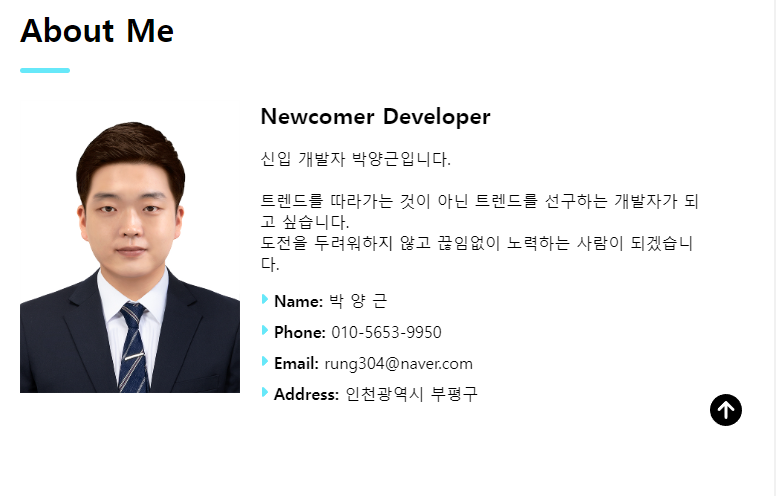 About Me
Newcomer Developer
신입 개발자 박양근입니다.
트렌드를 따라가는 것이 아닌 트렌드를 선구하는 개발자가 되
고 싶습니다.
도전을 두려워하지 않고 끊임없이 노력하는 사람이 되겠습니
다.
Name: 박 양 근
Phone: 010-5653-9950
Email: rung304@naver.com
Address: 인천광역시 부평구